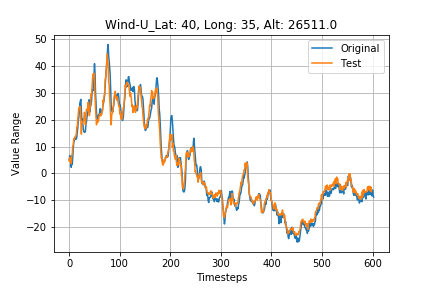 Wind-U_Lat: 40, Long: 35, Alt: 26511.0
Original
Test
Value Range
50
40
30
20
10
0
−10
−20
0 100 200 300 400 500 600
Timesteps